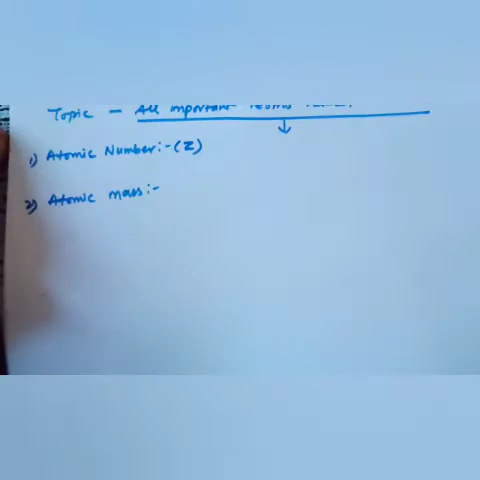 Topic - All important
1) Atomic Number:-(Z)
2) Atomic mass:-